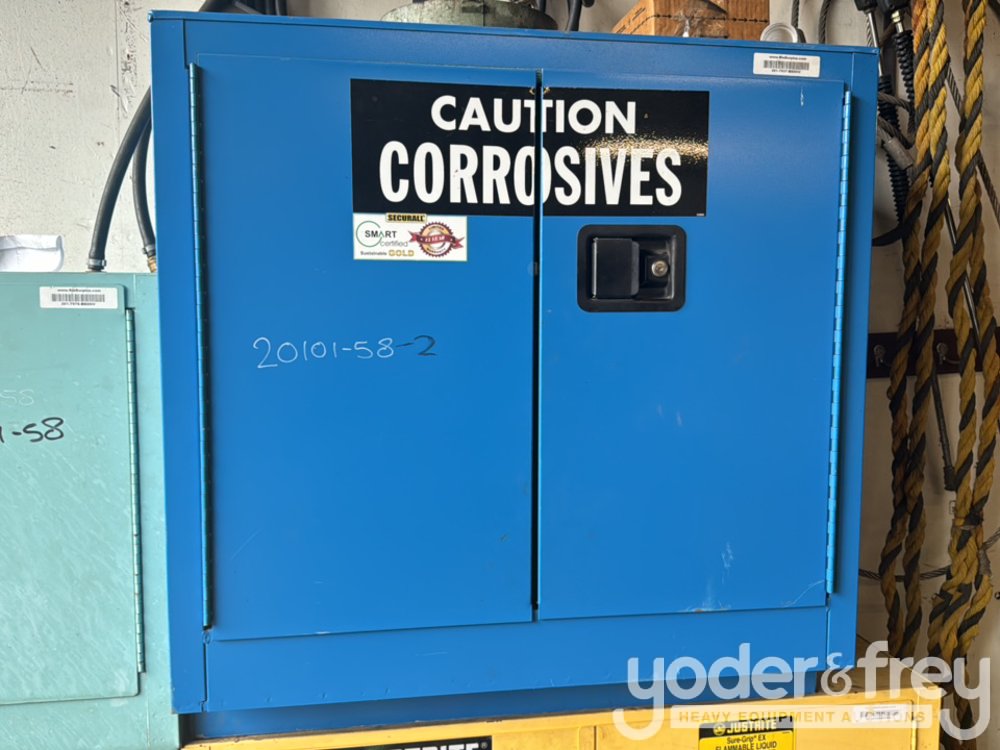 CAUTION
CORROSIVES
SECURALL
SMART
certified
Sustainable GOLD
20101-58-2
-58
JUSTRITE
Sure-Grip® EX
FLAMMABLE LIQUID
yoder&frey
HEAVY EQUIPMENT AUCTIONS